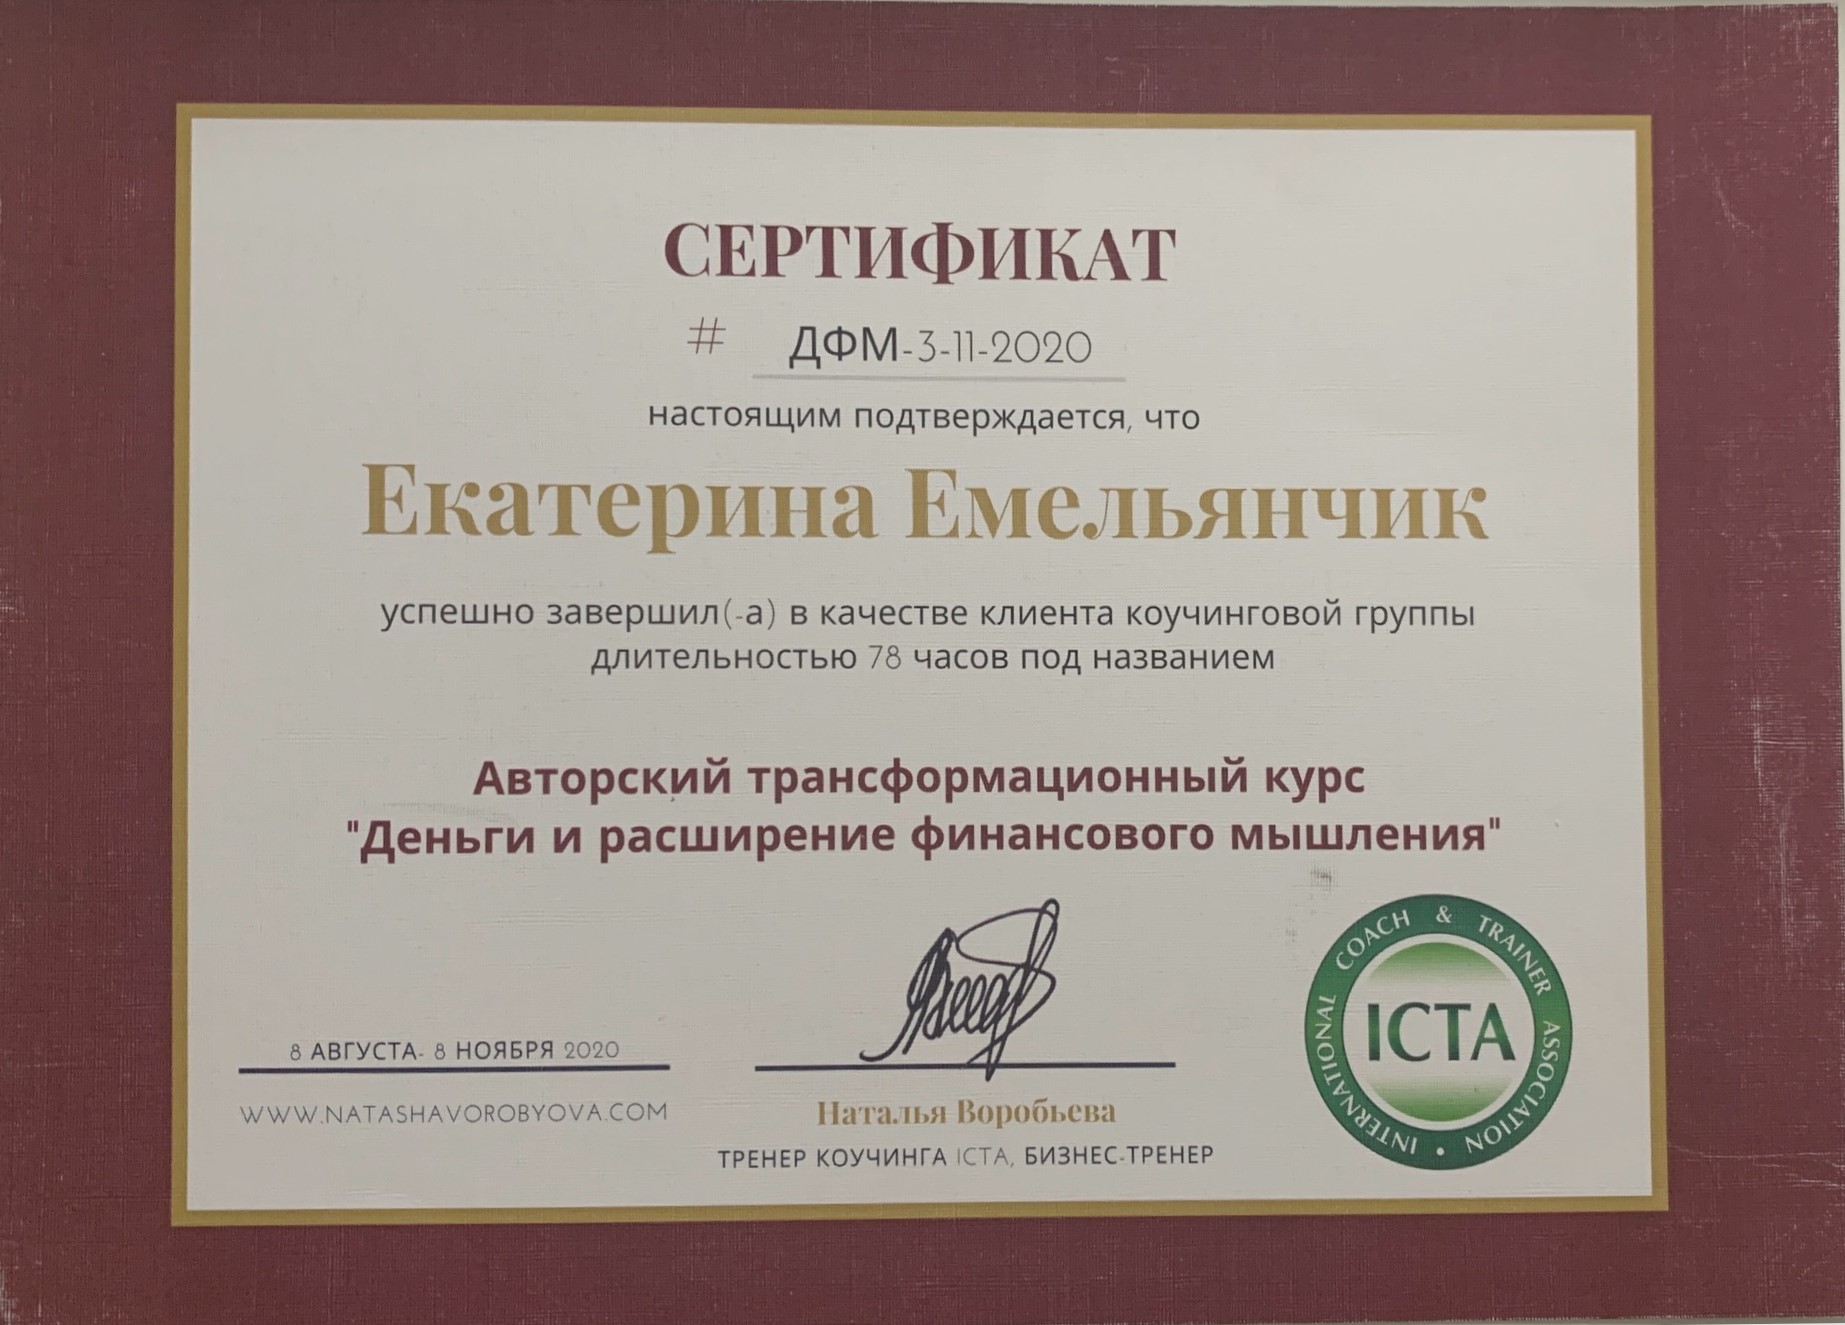 СЕРТИФИКАТ
# ДФМ-3-11-2020
настоящим подтверждается, что
Екатерина Емельянчик
успешно завершил(-а) в качестве клиента коучинговой группы
длительностью 78 часов под названием
Авторский трансформационный курс
"Деньги и расширение финансового мышления"
8 АВГУСТА- 8 НОЯБРЯ 2020
WWW.NATASHAVOROBYOVA.COM
Наталья Воробьева
ТРЕНЕР КОУЧИНГА ICTA, БИЗНЕС-ТРЕНЕР
INTERNATIONAL COACH & TRAINER ASSOCIATION •
ICTA